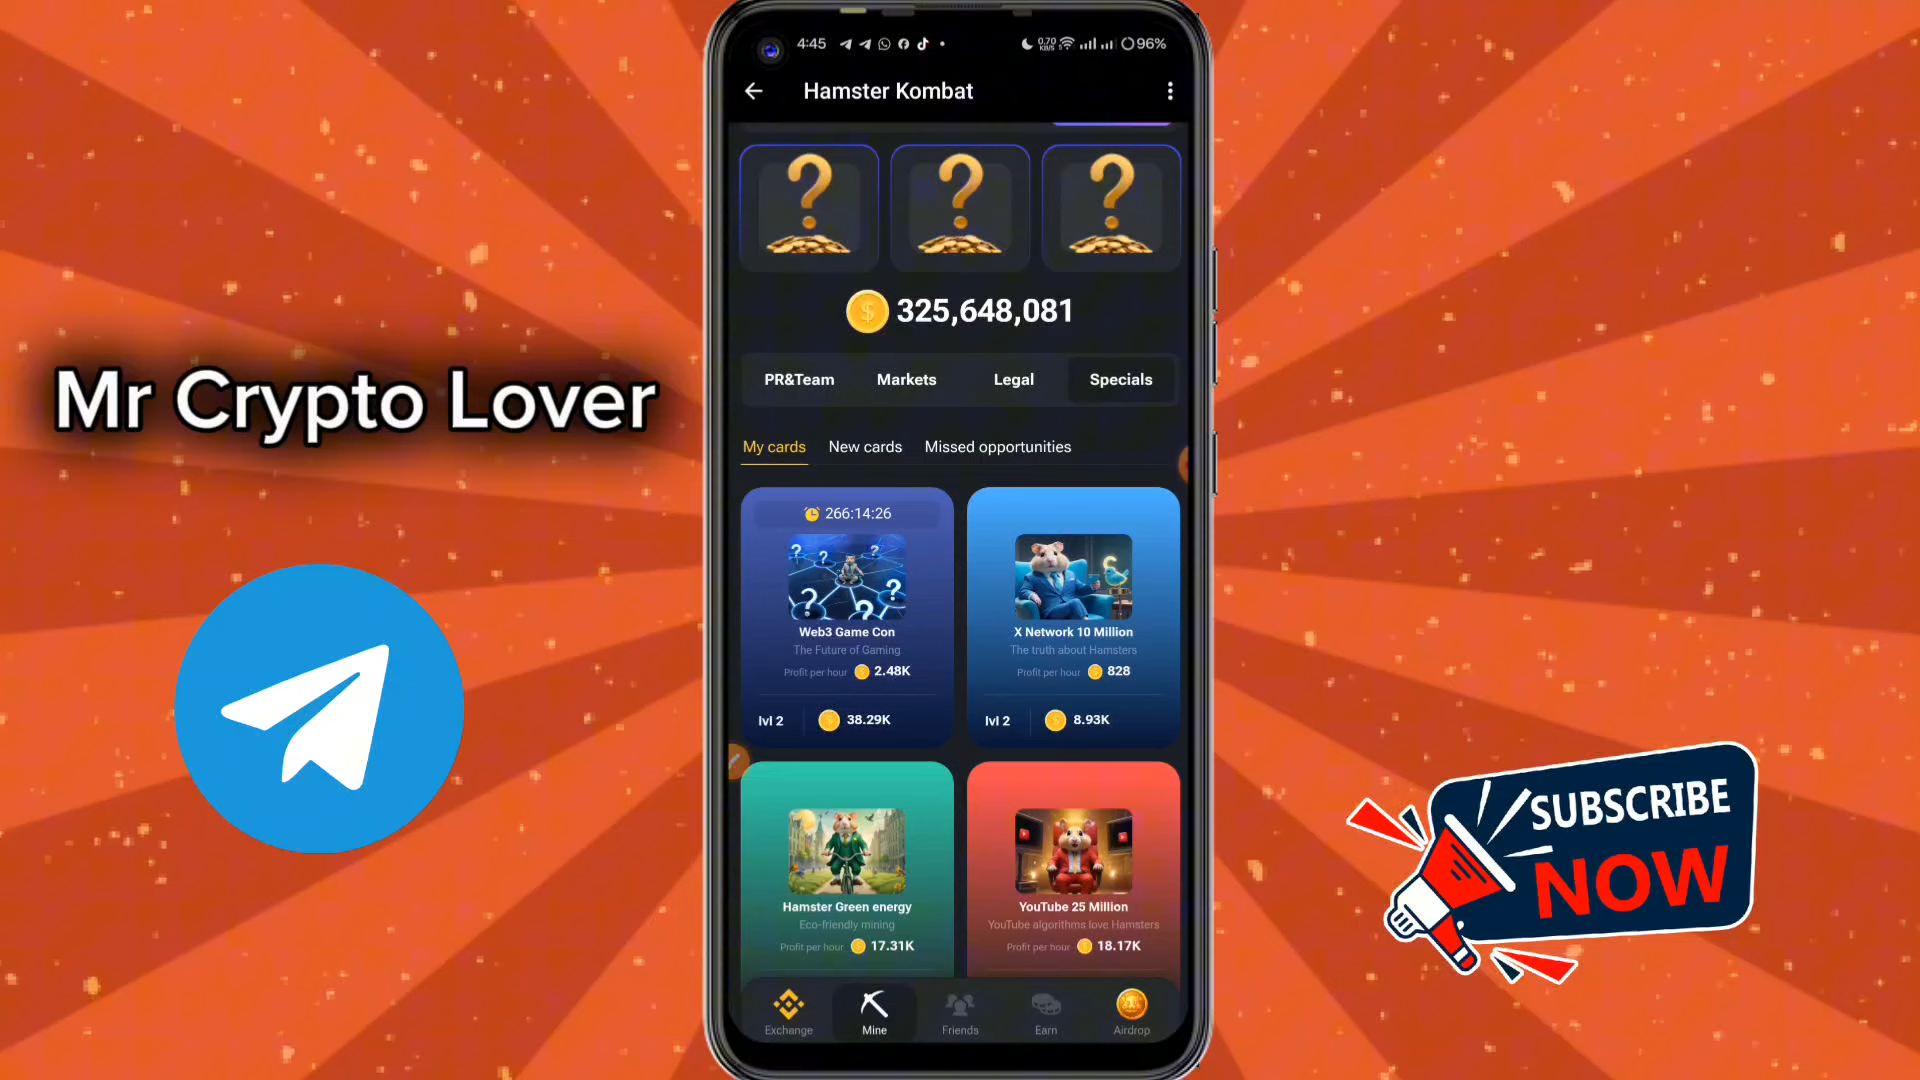 4:45
0.70
KB/S
96%
Hamster Kombat
325,648,081
PR&Team
Markets
Legal
Specials
My cards
New cards
Missed opportunities
266:14:26
Web3 Game Con
The Future of Gaming
Profit per hour 2.48K
lvl 2
38.29K
X Network 10 Million
The truth about Hamsters
Profit per hour 828
lvl 2
8.93K
Hamster Green energy
Eco-friendly mining
Profit per hour 17.31K
YouTube 25 Million
YouTube algorithms love Hamsters
Profit per hour 18.17K
Exchange
Mine
Friends
Earn
Airdrop
Mr Crypto Lover
SUBSCRIBE
NOW